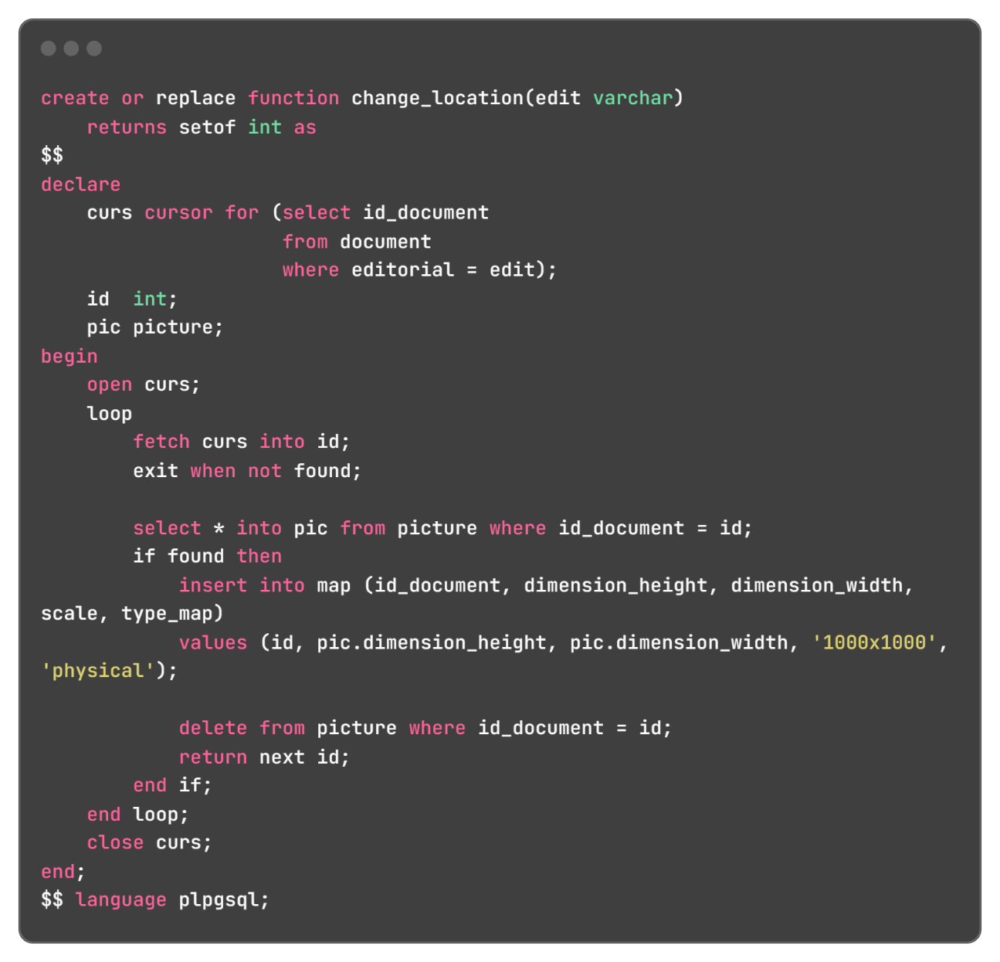 create or replace function change_location(edit varchar)
    returns setof int as
$$
declare
    curs cursor for (select id_document
                     from document
                     where editorial = edit);
    id  int;
    pic picture;
begin
    open curs;
    loop
        fetch curs into id;
        exit when not found;

        select * into pic from picture where id_document = id;
        if found then
            insert into map (id_document, dimension_height, dimension_width,
scale, type_map)
            values (id, pic.dimension_height, pic.dimension_width, '1000x1000',
'physical');

            delete from picture where id_document = id;
            return next id;
        end if;
    end loop;
    close curs;
end;
$$ language plpgsql;